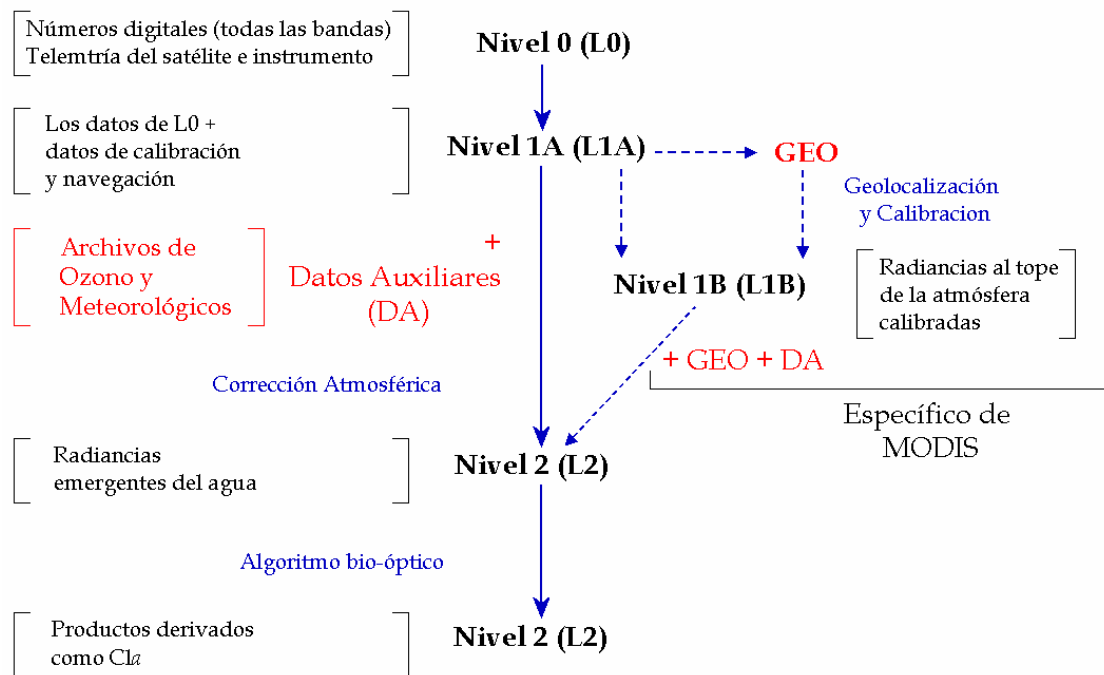 Números digitales (todas las bandas)
Telemtría del satélite e instrumento
Nivel 0 (L0)
Los datos de L0 +
datos de calibración
y navegación
Nivel 1A (L1A)
GEO
Geolocalización
y Calibracion
Archivos de
Ozono y
Meteorológicos
+
Datos Auxiliares
(DA)
Nivel 1B (L1B)
Radiancias al tope
de la atmósfera
calibradas
+ GEO + DA
Corrección Atmosférica
Específico de
MODIS
Radiancias
emergentes del agua
Nivel 2 (L2)
Algoritmo bio-óptico
Productos derivados
como Cla
Nivel 2 (L2)